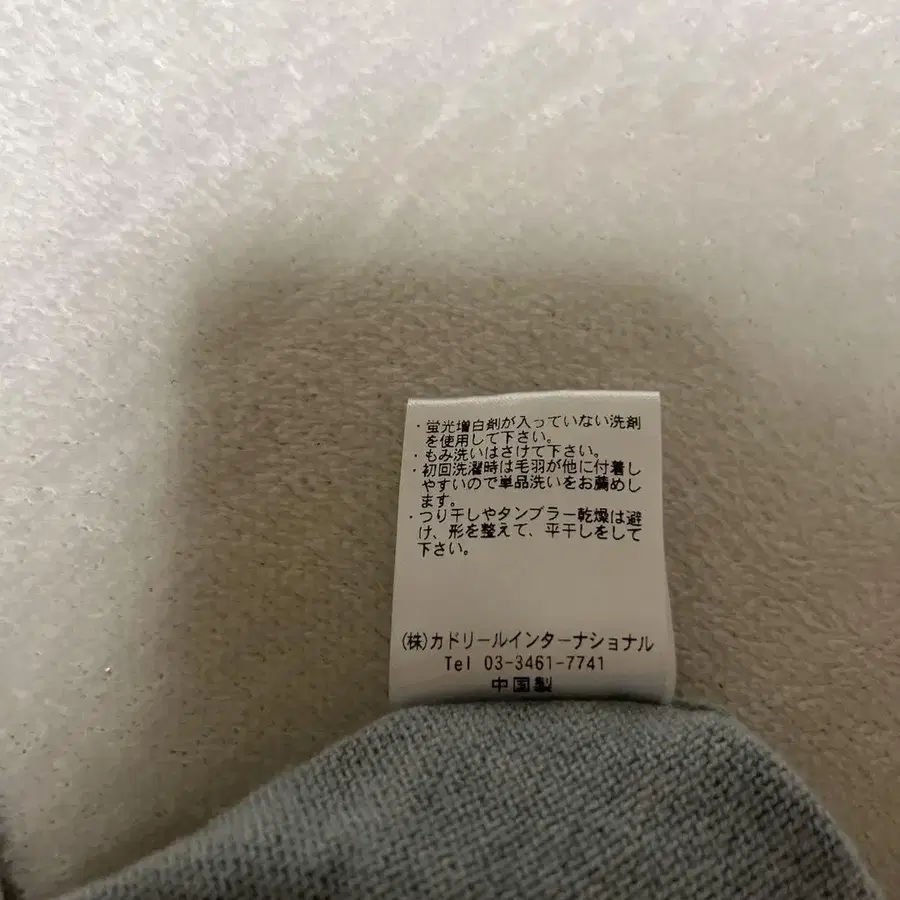 ・蛍光増白剤が入っていない洗剤
を使用して下さい。
・もみ洗いはさけて下さい。
・初回洗濯時は毛羽が他に付着し
やすいので単品洗いをお薦めし
ます。
・つり干しやタンブラー乾燥は避
け、形を整えて、平干しをして
下さい。
(株)カドリールインターナショナル
Tel 03-3461-7741
中国製